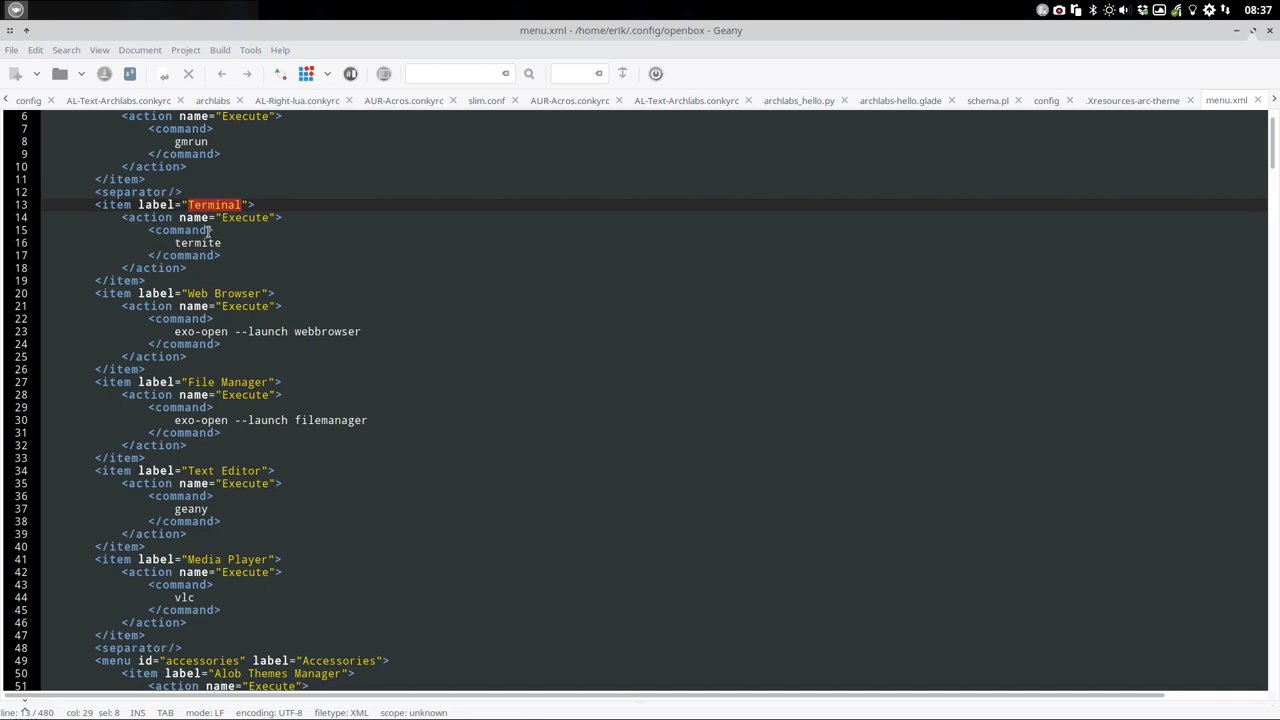 08:37
menu.xml - /home/erik/.config/openbox - Geany
File Edit Search View Document Project Build Tools Help
config AL-Text-Archlabs.conkyrc archlabs AL-Right-lua.conkyrc AUR-Acros.conkyrc slim.conf AUR-Acros.conkyrc AL-Text-Archlabs.conkyrc archlabs_hello.py archlabs-hello.glade schema.pl config .Xresources-arc-theme menu.xml
6 <action name="Execute">
7 <command>
8 gmrun
9 </command>
10 </action>
11 </item>
12 <separator/>
13 <item label="Terminal">
14 <action name="Execute">
15 <command>
16 termite
17 </command>
18 </action>
19 </item>
20 <item label="Web Browser">
21 <action name="Execute">
22 <command>
23 exo-open --launch webbrowser
24 </command>
25 </action>
26 </item>
27 <item label="File Manager">
28 <action name="Execute">
29 <command>
30 exo-open --launch filemanager
31 </command>
32 </action>
33 </item>
34 <item label="Text Editor">
35 <action name="Execute">
36 <command>
37 geany
38 </command>
39 </action>
40 </item>
41 <item label="Media Player">
42 <action name="Execute">
43 <command>
44 vlc
45 </command>
46 </action>
47 </item>
48 <separator/>
49 <menu id="accessories" label="Accessories">
50 <item label="Alob Themes Manager">
51 <action name="Execute">
line: 13 / 480 col: 29 sel: 8 INS TAB mode: LF encoding: UTF-8 filetype: XML scope: unknown